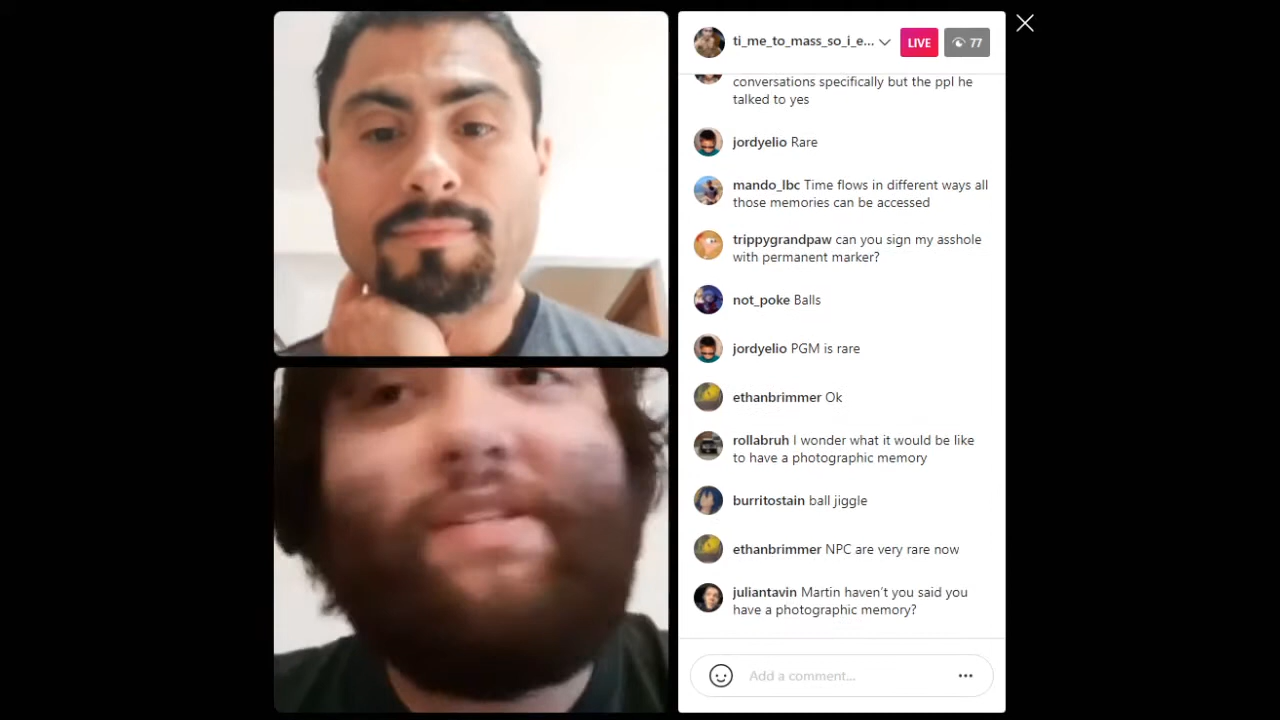 ti_me_to_mass_so_i_e...
LIVE
77
conversations specifically but the ppl he
talked to yes
jordyelio Rare
mando_lbc Time flows in different ways all
those memories can be accessed
trippygrandpaw can you sign my asshole
with permanent marker?
not_poke Balls
jordyelio PGM is rare
ethanbrimmer Ok
rollabruh I wonder what it would be like
to have a photographic memory
burritostain ball jiggle
ethanbrimmer NPC are very rare now
juliantavin Martin haven't you said you
have a photographic memory?
Add a comment...